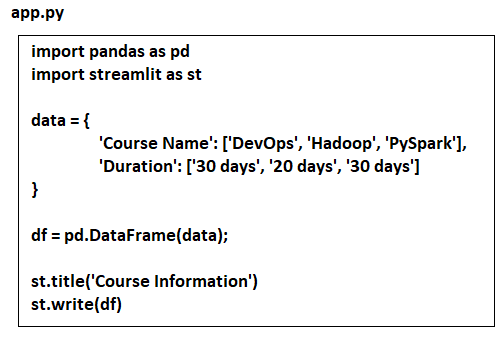 app.py
import pandas as pd
import streamlit as st
data = {
'Course Name': ['DevOps', 'Hadoop', 'PySpark'],
'Duration': ['30 days', '20 days', '30 days']
}
df = pd.DataFrame(data);
st.title('Course Information')
st.write(df)